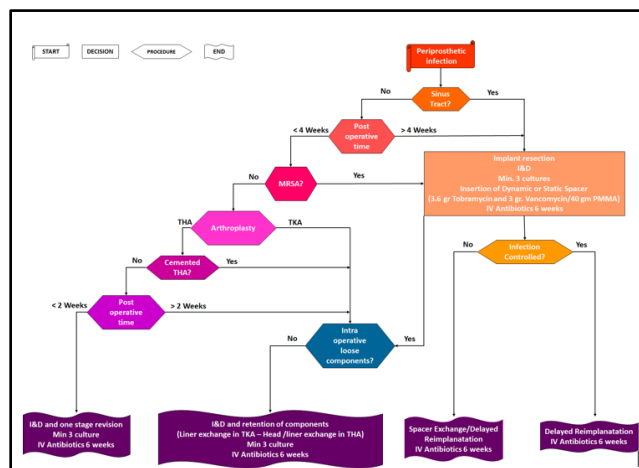 START
DECISION
PROCEDURE
END
Periprosthetic
infection
No
Sinus
Tract?
Yes
< 4 Weeks
Post
operative
time
> 4 Weeks
Implant resection
I&D
Min. 3 cultures
Insertion of Dynamic or Static Spacer
(3.6 gr Tobramycin and 3 gr. Vancomycin/40 gm PMMA)
IV Antibiotics 6 weeks
No
MRSA?
Yes
THA
Arthroplasty
TKA
No
Cemented
THA?
Yes
No
Infection
Controlled?
Yes
< 2 Weeks
Post
operative
time
> 2 Weeks
No
Intra
operative
loose
components?
Yes
I&D and one stage revision
Min 3 culture
IV Antibiotics 6 weeks
I&D and retention of components
(Liner exchange in TKA – Head /liner exchange in THA)
Min 3 culture
IV Antibiotics 6 weeks
Spacer Exchange/Delayed
Reimplanatation
IV Antibiotics 6 weeks
Delayed Reimplanatation
IV Antibiotics 6 weeks